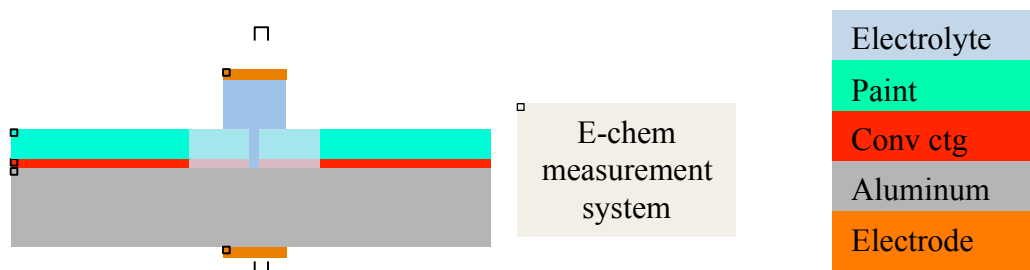 E-chem
measurement
system
Electrolyte
Paint
Conv ctg
Aluminum
Electrode